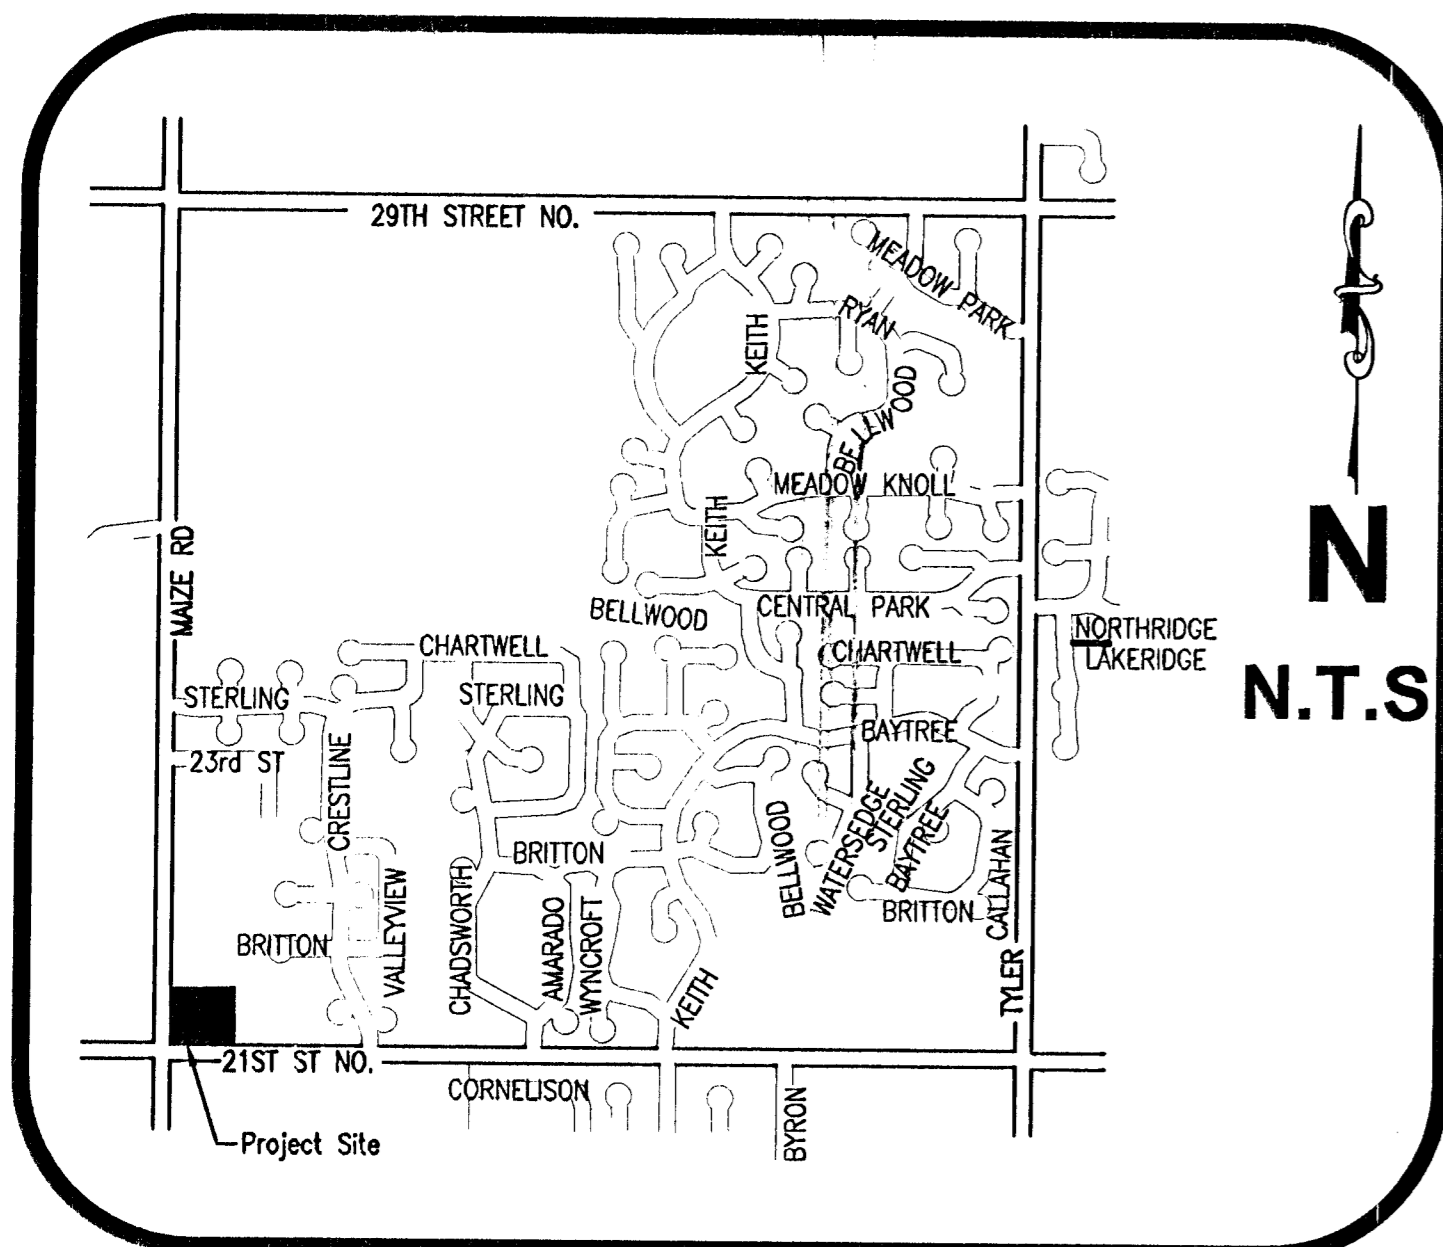 29TH STREET NO.
MEADOW PARK
RYAN
KEITH
BELLWOOD
MEADOW KNOLL
KEITH
MAIZE RD
BELLWOOD
CENTRAL PARK
NORTHRIDGE
LAKERIDGE
CHARTWELL
CHARTWELL
STERLING
STERLING
23rd ST
CRESTLINE
BAYTREE
BRITTON
BELLWOOD
WATERSEDGE
STERLING
BAYTREE
BRITTON
CALLAHAN
TYLER
BRITTON
VALLEYVIEW
CHADSWORTH
AMARADO
WYNCROFT
KEITH
21ST ST NO.
CORNELISON
BYRON
Project Site
N
N.T.S